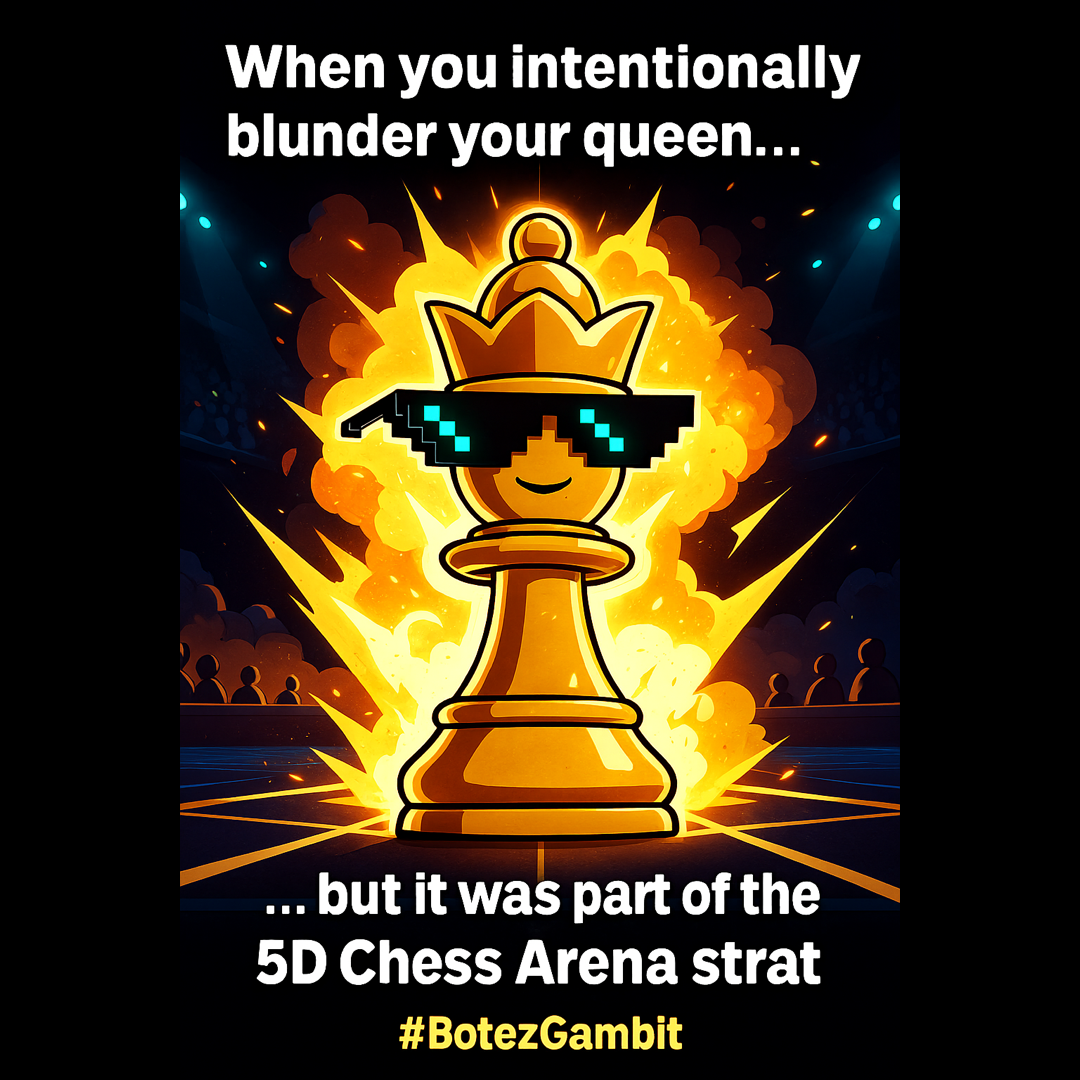 When you intentionally
blunder your queen...
... but it was part of the
5D Chess Arena strat
#BotezGambit